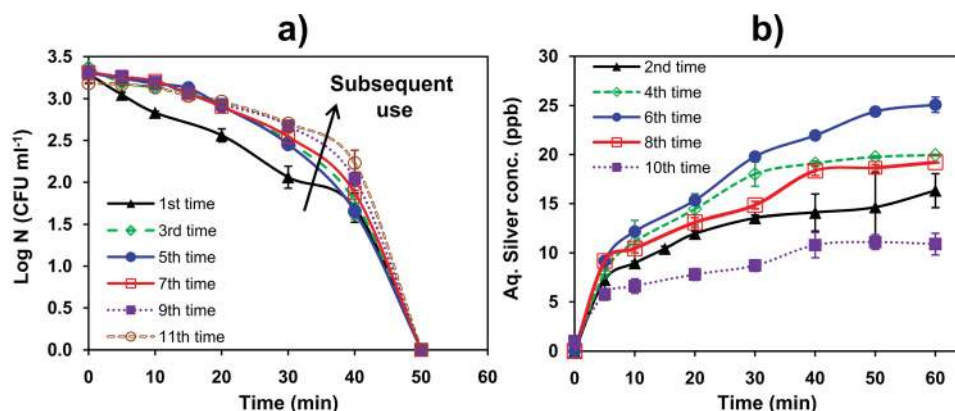 a)
3.5
3.0
2.5
2.0
1.5
1.0
0.5
0.0
Log N (CFU ml⁻¹)
Subsequent
use
1st time
3rd time
5th time
7th time
9th time
11th time
0 10 20 30 40 50 60
Time (min)
b)
30
25
20
15
10
5
0
Aq. Silver conc. (ppb)
2nd time
4th time
6th time
8th time
10th time
0 10 20 30 40 50 60
Time (min)